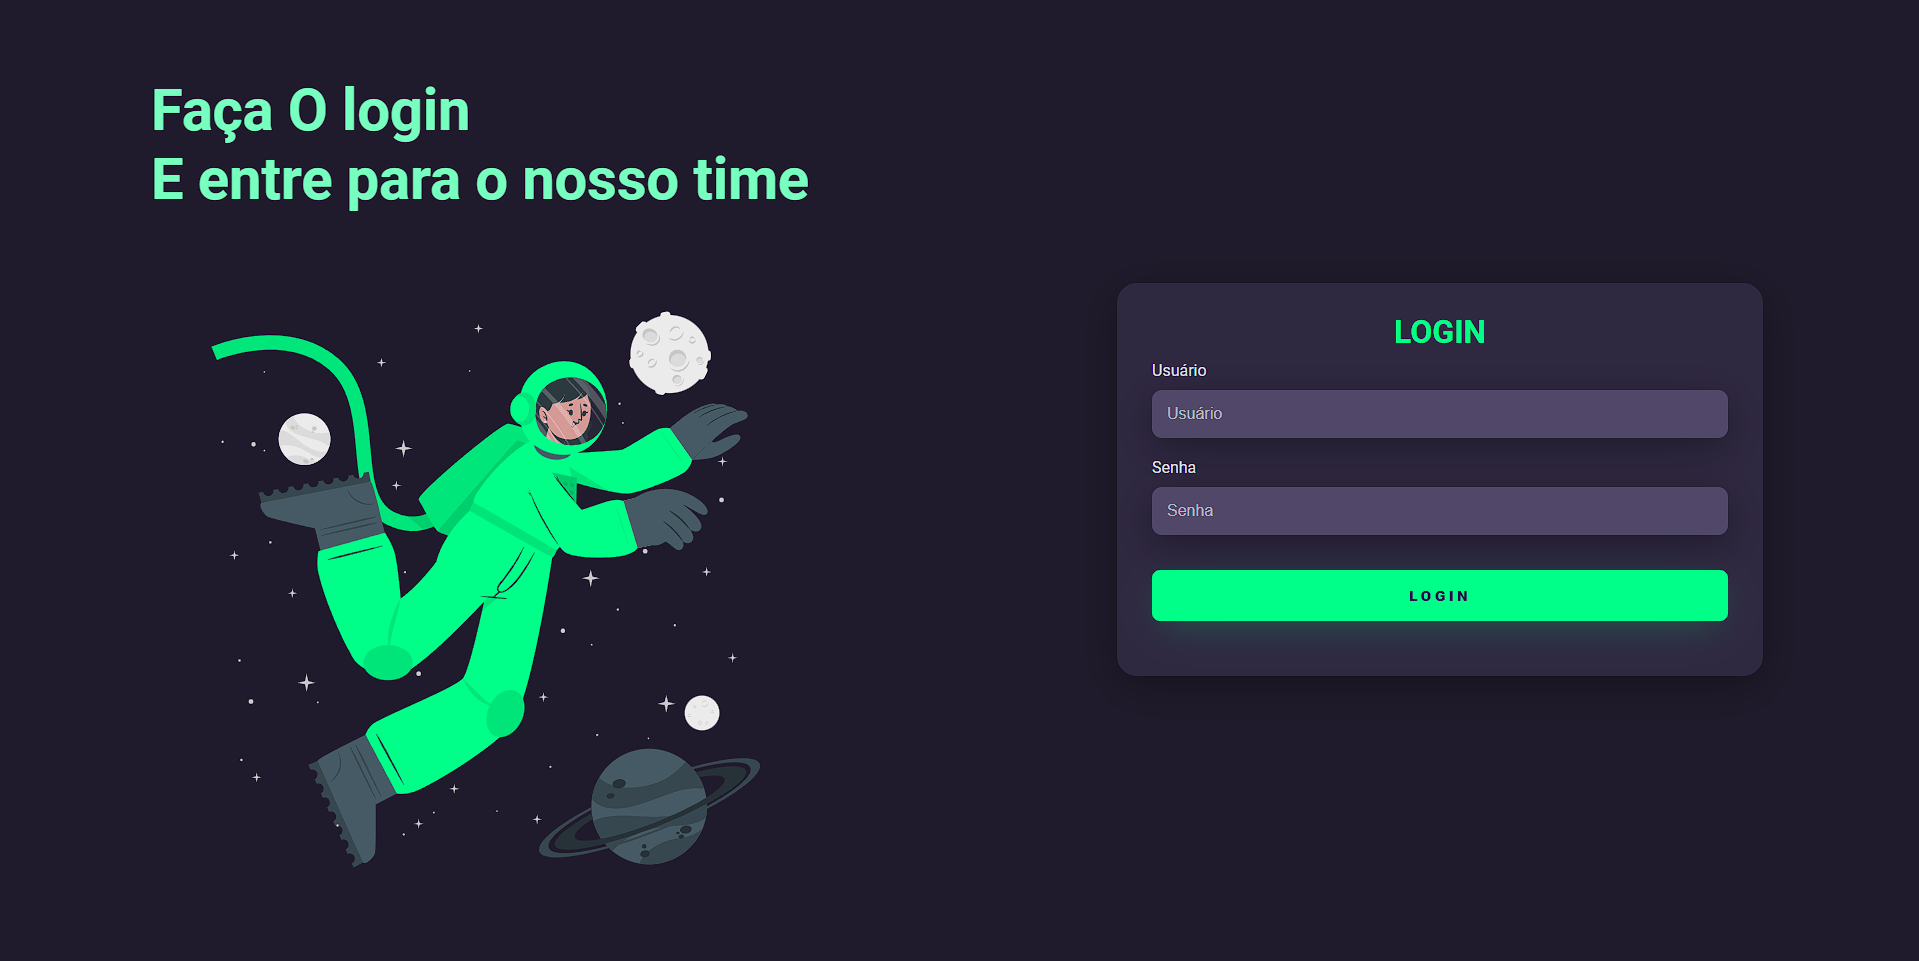 Faça O login
E entre para o nosso time
LOGIN
Usuário
Usuário
Senha
Senha
LOGIN